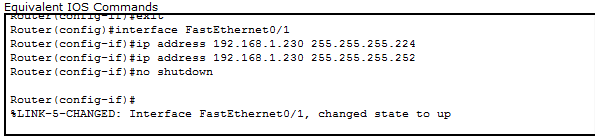 Equivalent IOS Commands
Router(config-if)#exit
Router(config)#interface FastEthernet0/1
Router(config-if)#ip address 192.168.1.230 255.255.255.224
Router(config-if)#ip address 192.168.1.230 255.255.255.252
Router(config-if)#no shutdown
Router(config-if)#
%LINK-5-CHANGED: Interface FastEthernet0/1, changed state to up